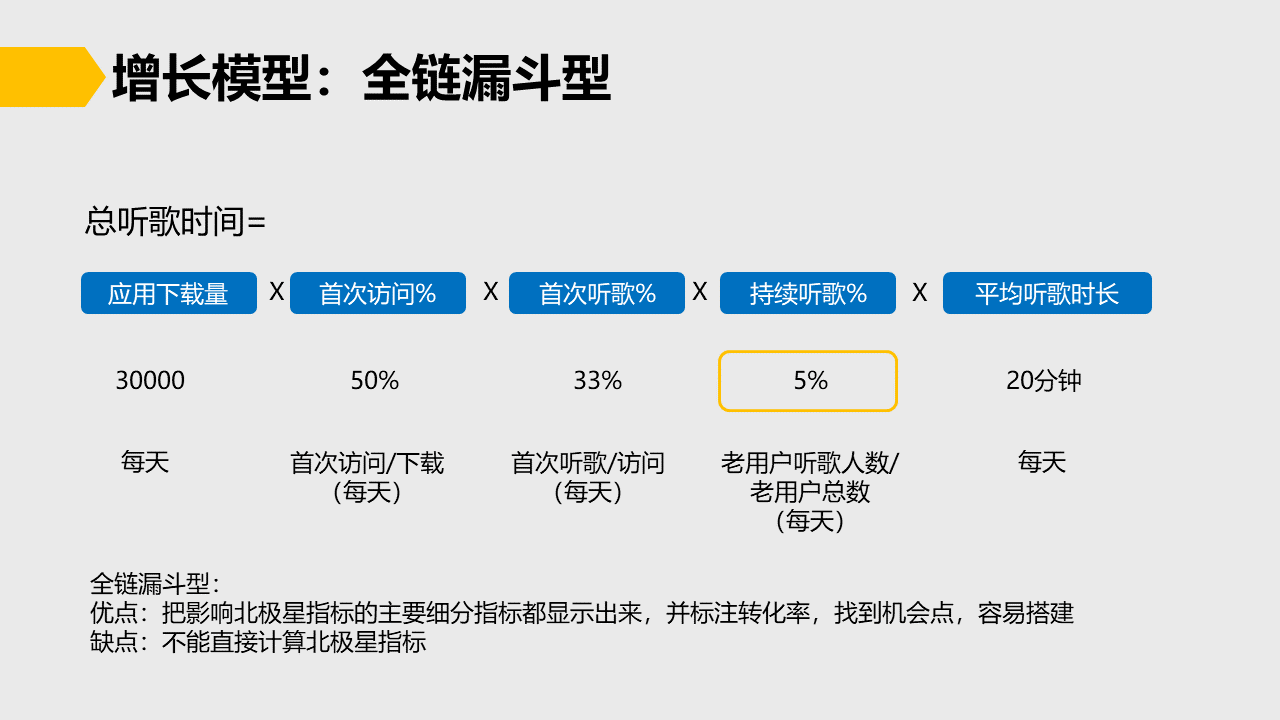 增长模型：全链漏斗型
总听歌时间=
应用下载量 X 首次访问% X 首次听歌% X 持续听歌% X 平均听歌时长
30000 50% 33% 5% 20分钟
每天 首次访问/下载 首次听歌/访问 老用户听歌人数/ 每天
（每天） （每天） 老用户总数
（每天）
全链漏斗型：
优点：把影响北极星指标的主要细分指标都显示出来，并标注转化率，找到机会点，容易搭建
缺点：不能直接计算北极星指标